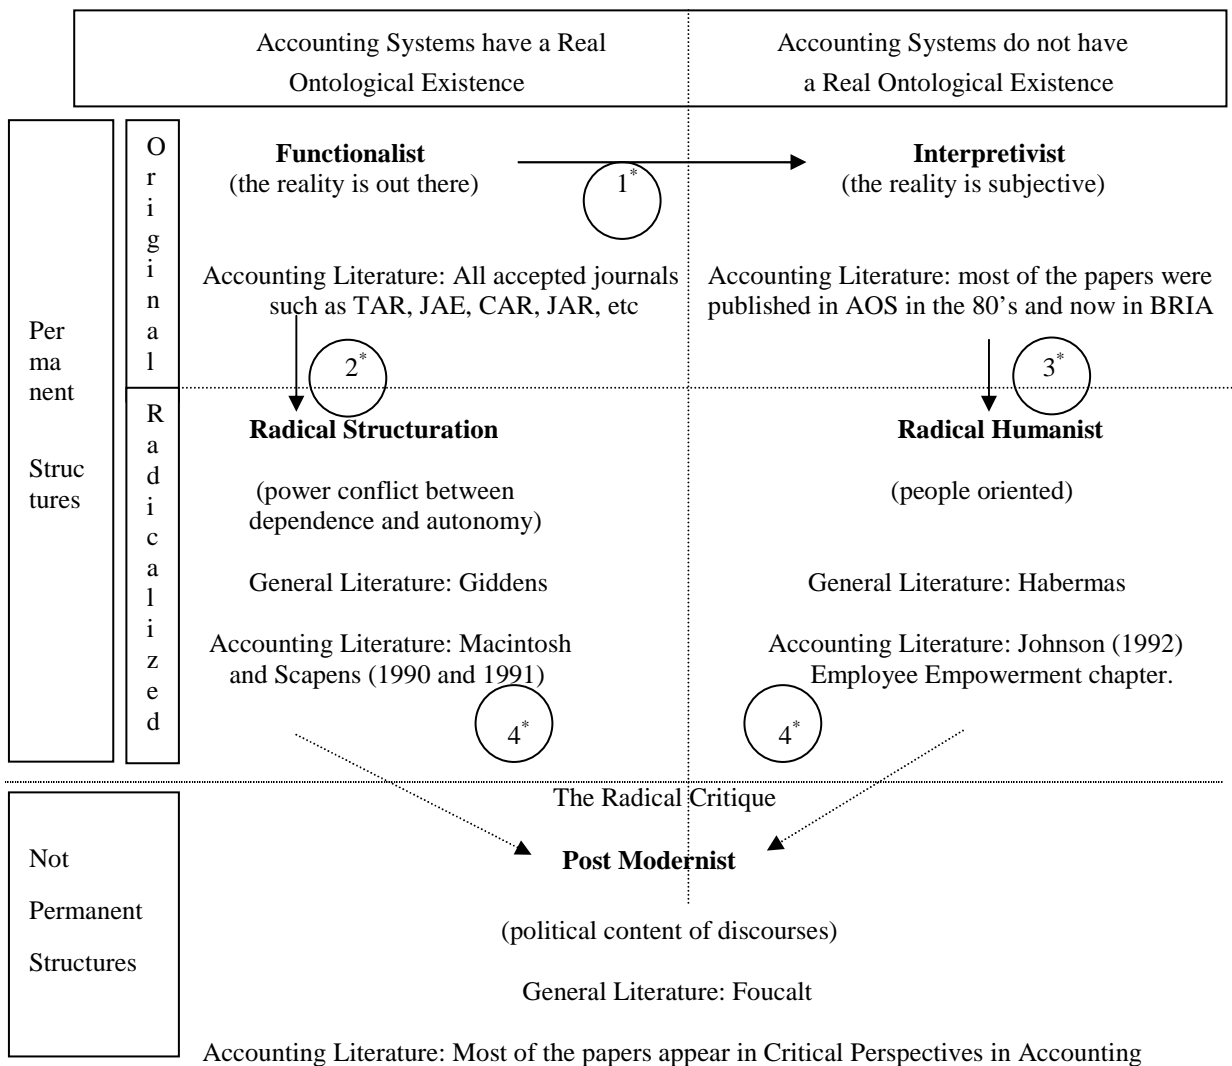 Accounting Systems have a Real
Ontological Existence
Accounting Systems do not have
a Real Ontological Existence
Per
ma
nent
Struc
tures
O
r
i
g
i
n
a
l
Functionalist
(the reality is out there)
1*
Interpretivist
(the reality is subjective)
Accounting Literature: All accepted journals
such as TAR, JAE, CAR, JAR, etc
Accounting Literature: most of the papers were
published in AOS in the 80's and now in BRIA
2*
3*
R
a
d
i
c
a
l
i
z
e
d
Radical Structuration
(power conflict between
dependence and autonomy)
General Literature: Giddens
Accounting Literature: Macintosh
and Scapens (1990 and 1991)
4*
Radical Humanist
(people oriented)
General Literature: Habermas
Accounting Literature: Johnson (1992)
Employee Empowerment chapter.
4*
Not
Permanent
Structures
The Radical Critique
Post Modernist
(political content of discourses)
General Literature: Foucalt
Accounting Literature: Most of the papers appear in Critical Perspectives in Accounting